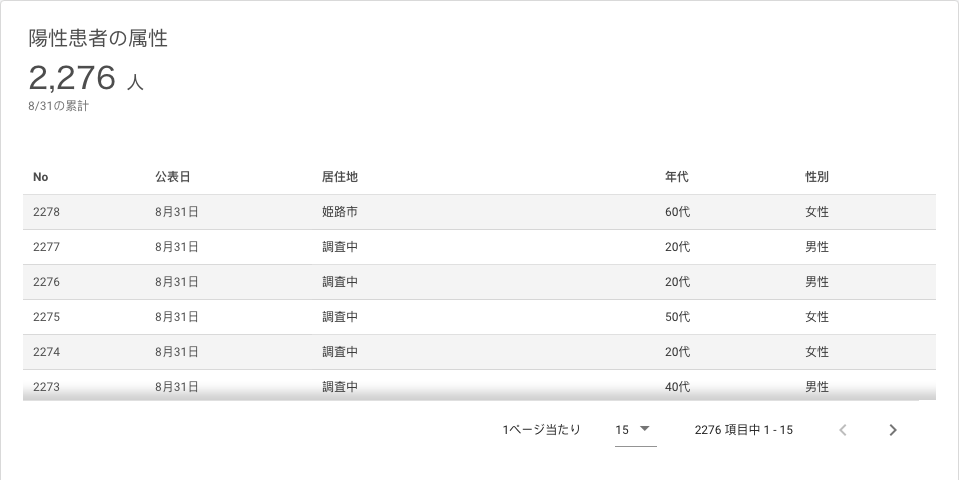 陽性患者の属性
2,276 人
8/31の累計
No 公表日 居住地 年代 性別
2278 8月31日 姫路市 60代 女性
2277 8月31日 調査中 20代 男性
2276 8月31日 調査中 20代 男性
2275 8月31日 調査中 50代 女性
2274 8月31日 調査中 20代 女性
2273 8月31日 調査中 40代 男性
1ページ当たり 15 2276 項目中 1 - 15